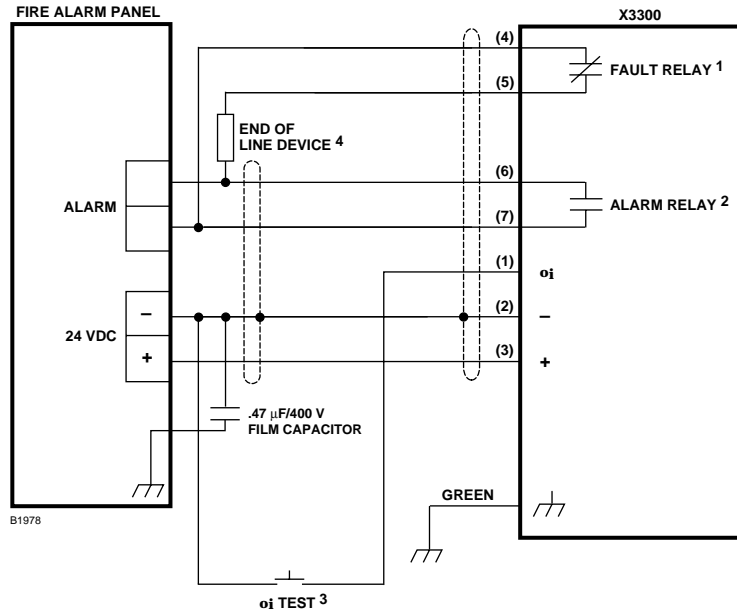 FIRE ALARM PANEL
X3300
(4)
FAULT RELAY 1
(5)
END OF
LINE DEVICE 4
(6)
ALARM
ALARM RELAY 2
(7)
(1)
oi
(2)
–
–
24 VDC
(3)
+
+
.47 μF/400 V
FILM CAPACITOR
GREEN
B1978
oi TEST 3